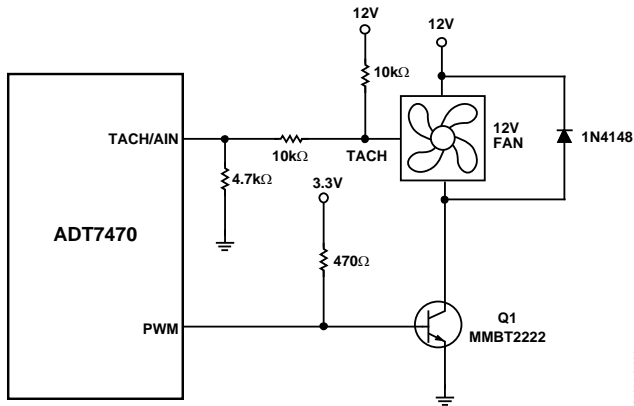 12V
12V
10kΩ
TACH/AIN
10kΩ
TACH
12V
FAN
1N4148
4.7kΩ
3.3V
ADT7470
470Ω
PWM
Q1
MMBT2222